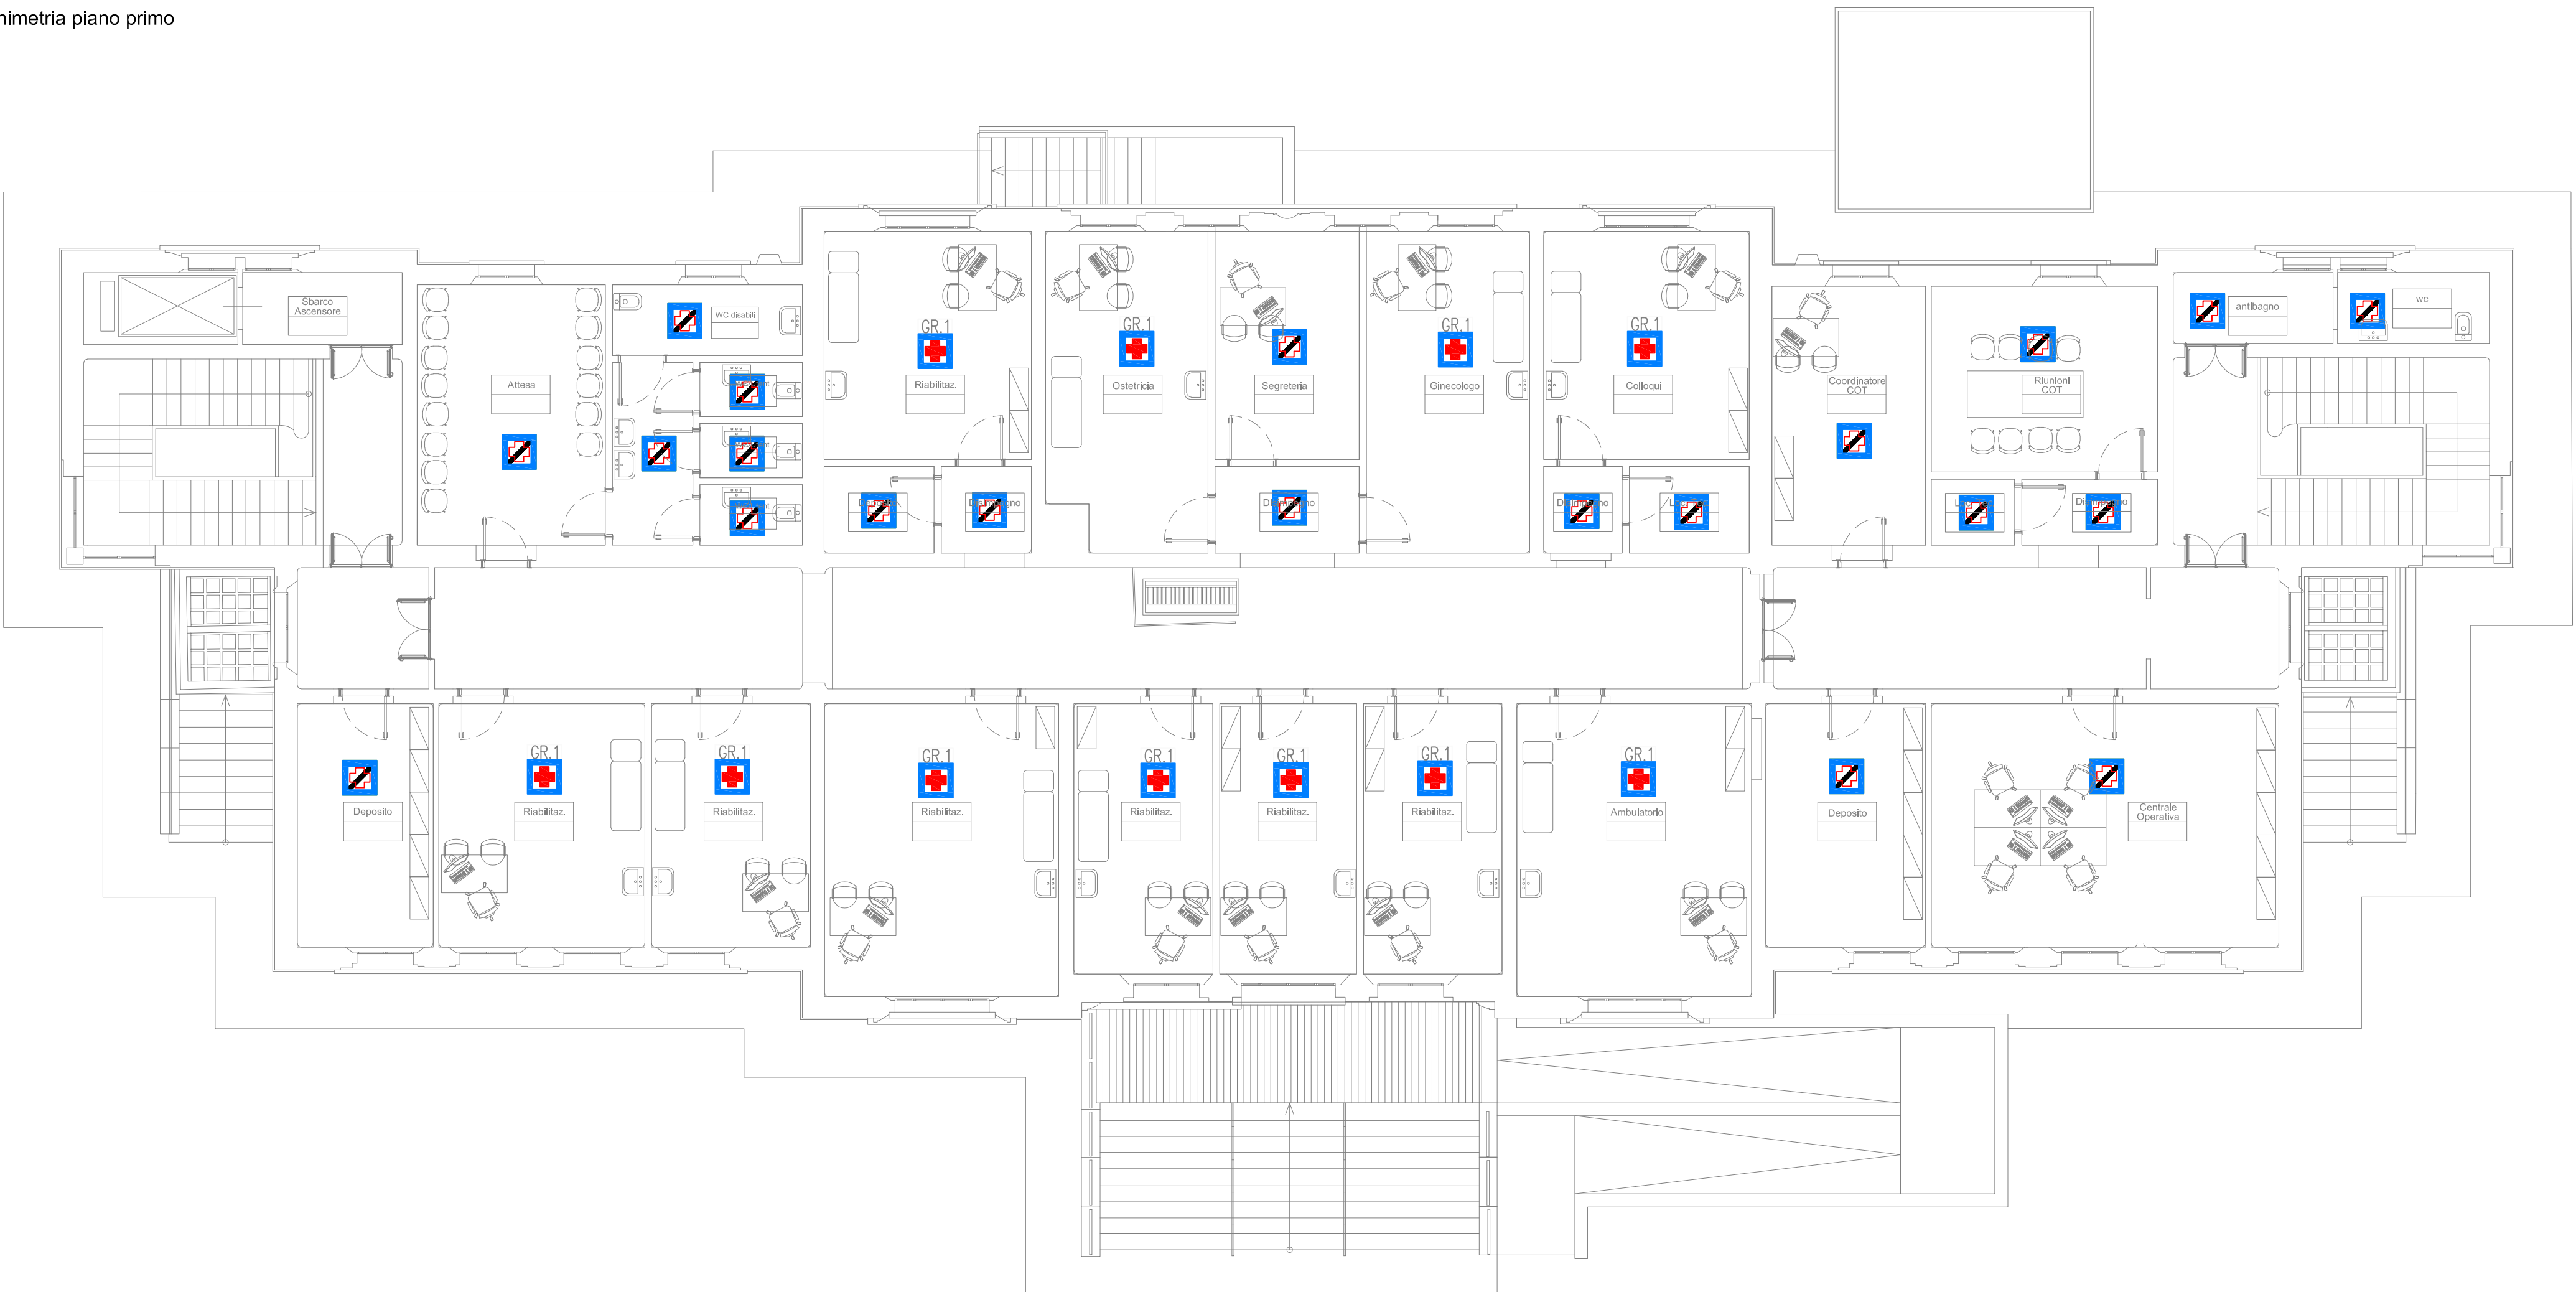 nimetria piano primo
Sbarco
Ascensore
Attesa
WC disabili
GR.1
Riabilitaz.
GR.1
Ostetricia
Segreteria
GR.1
Ginecologo
GR.1
Colloqui
Coordinatore
COT
Riunioni
COT
antibagno
wc
Deposito
GR.1
Riabilitaz.
GR.1
Riabilitaz.
GR.1
Riabilitaz.
GR.1
Riabilitaz.
GR.1
Riabilitaz.
GR.1
Riabilitaz.
GR.1
Ambulatorio
Deposito
Centrale
Operativa